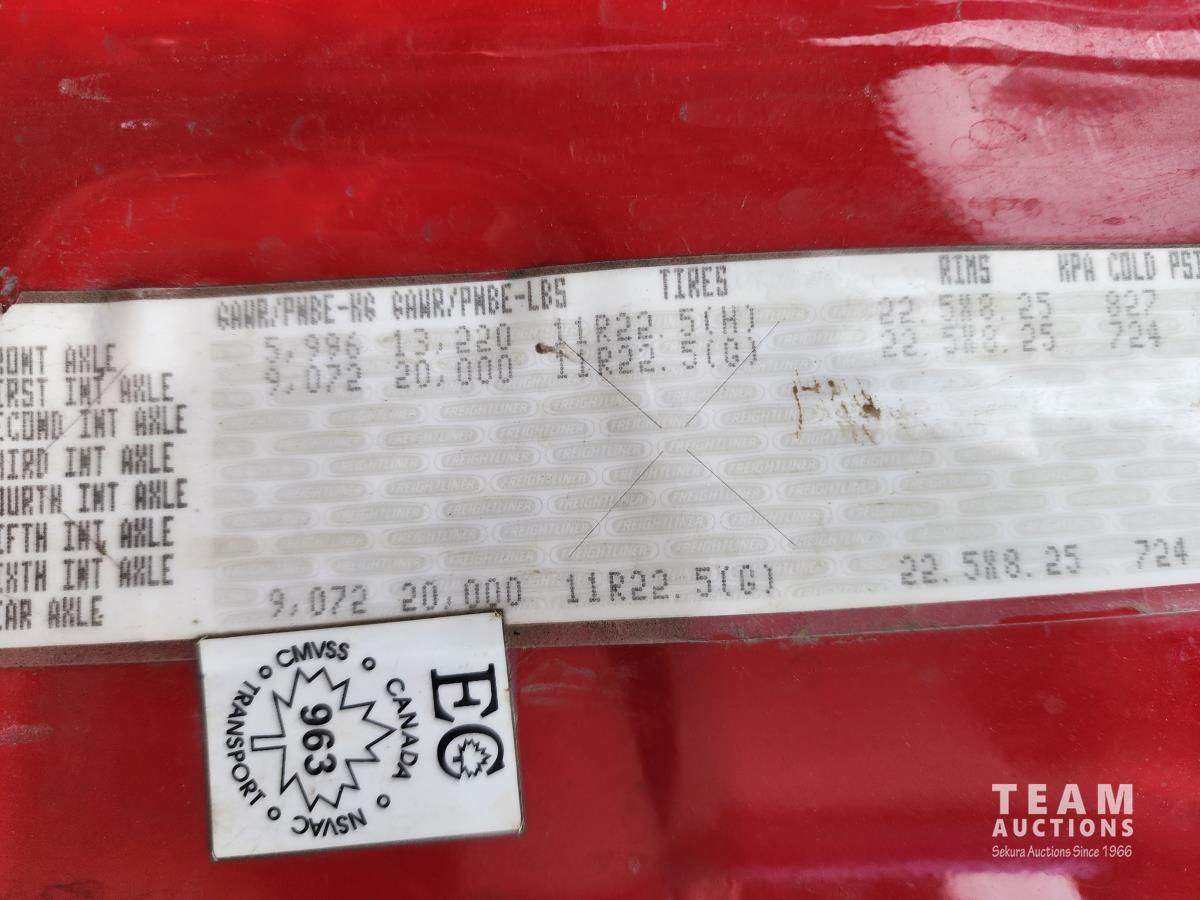 GAWR/PNBE-KG GAWR/PNBE-LBS TIRES RIMS KPA COLD PSI
RONT AXLE 5,996 13,220 11R22.5(H) 22.5X8.25 827
IRST INT AXLE 9,072 20,000 11R22.5(G) 22.5X8.25 724
ECOND INT AXLE
HIRD INT AXLE
OURTH INT AXLE
IFTH INT AXLE
IXTH INT AXLE
EAR AXLE 9,072 20,000 11R22.5(G) 22.5X8.25 724
FREIGHTLINER
CMVSS
CANADA
NSVAC
TRANSPORT
963
EC
TEAM
AUCTIONS
Sekura Auctions Since 1966